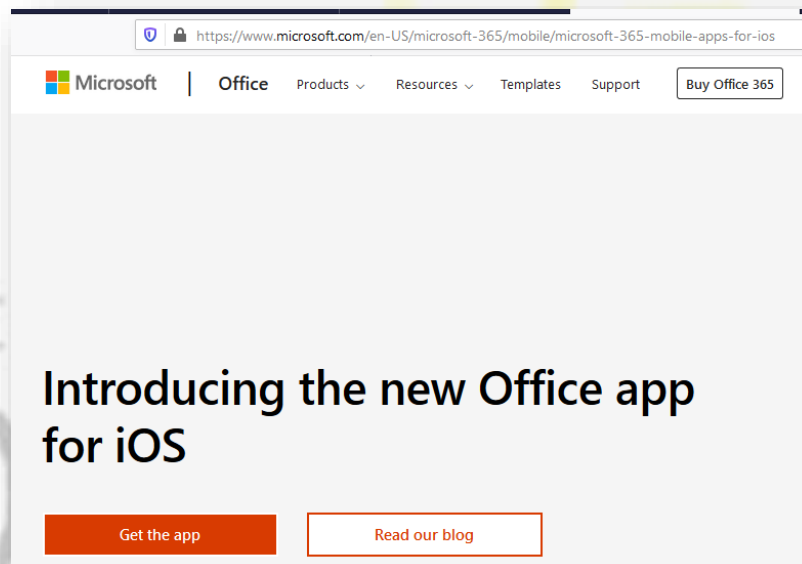 https://www.microsoft.com/en-US/microsoft-365/mobile/microsoft-365-mobile-apps-for-ios
Microsoft | Office Products Resources Templates Support Buy Office 365
Introducing the new Office app
for iOS
Get the app Read our blog